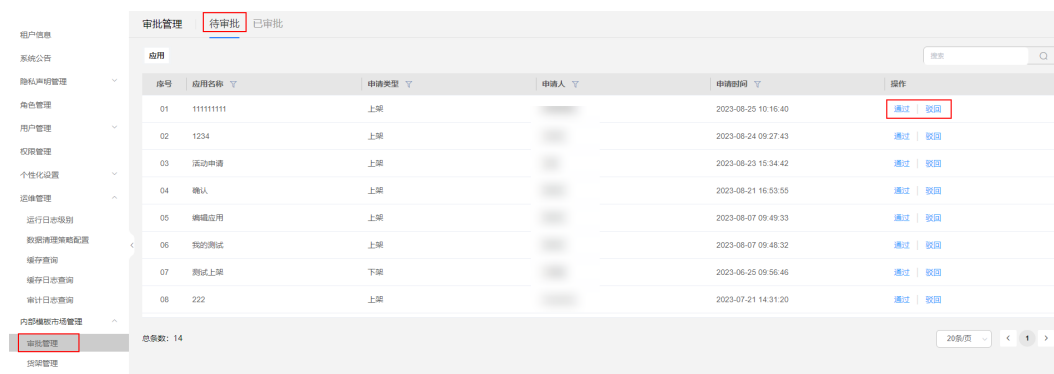 租户信息
系统公告
隐私声明管理
角色管理
用户管理
权限管理
个性化设置
运维管理
运行日志级别
数据清理策略配置
缓存查询
缓存日志查询
审计日志查询
内部模板市场管理
审批管理
货架管理
审批管理 待审批 已审批
应用 搜索
序号 应用名称 申请类型 申请人 申请时间 操作
01 111111111 上架 2023-08-25 10:16:40 通过 驳回
02 1234 上架 2023-08-24 09:27:43 通过 驳回
03 活动申请 上架 2023-08-23 15:34:42 通过 驳回
04 确认 上架 2023-08-21 16:53:55 通过 驳回
05 编辑应用 上架 2023-08-07 09:49:33 通过 驳回
06 我的测试 上架 2023-08-07 09:48:32 通过 驳回
07 测试上架 下架 2023-06-25 09:56:46 通过 驳回
08 222 上架 2023-07-21 14:31:20 通过 驳回
总条数: 14 20条/页 1